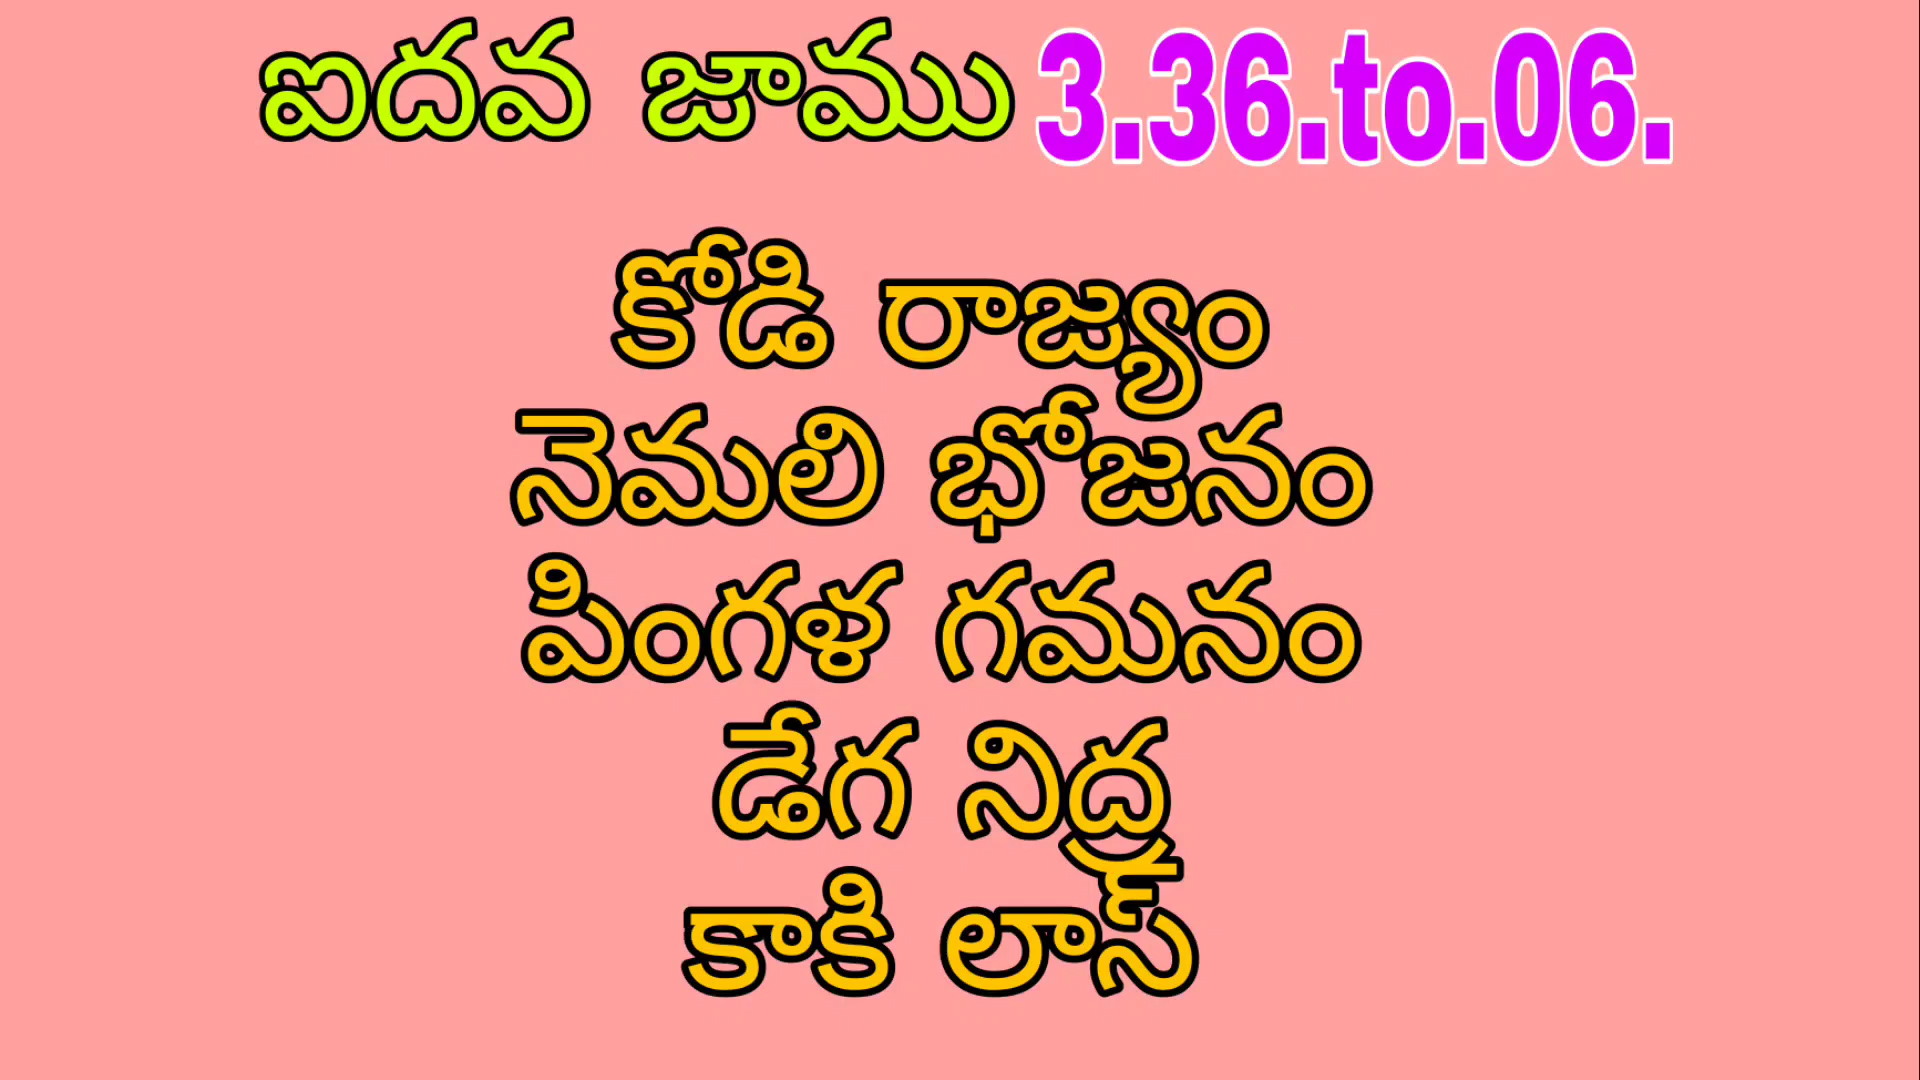 ఐదవ జాము 3.36.to.06.
కోడి రాజ్యం
నెమలి భోజనం
పింగళ గమనం
డేగ నిద్ర
కాకి లాస్